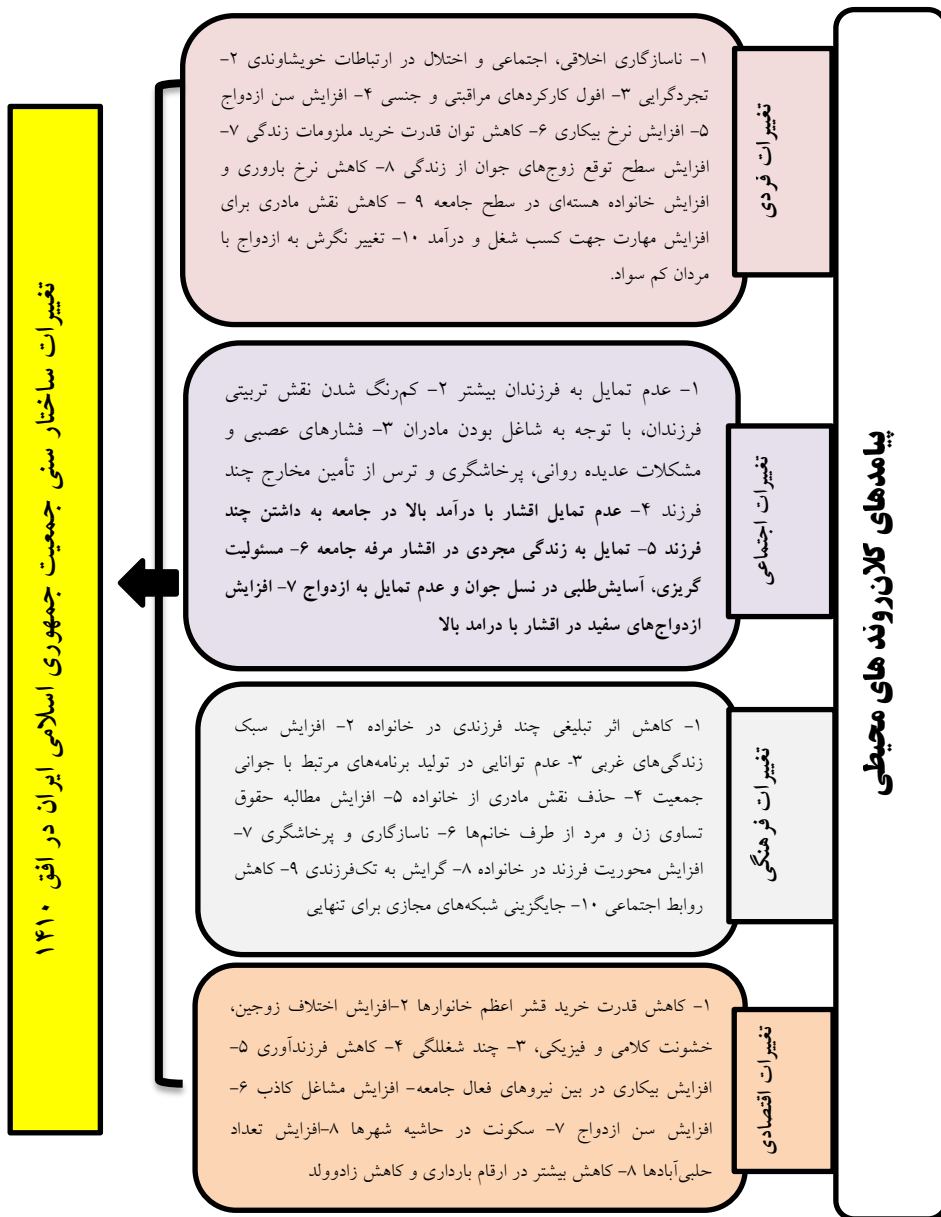 پیامدهای کلان‌روند های محیطی
تغییرات فردی
۱- ناسازگاری اخلاقی، اجتماعی و اختلال در ارتباطات خویشاوندی ۲-
تجردگرایی ۳- افول کارکردهای مراقبتی و جنسی ۴- افزایش سن ازدواج
۵- افزایش نرخ بیکاری ۶- کاهش توان قدرت خرید ملزومات زندگی ۷-
افزایش سطح توقع زوج‌های جوان از زندگی ۸- کاهش نرخ باروری و
افزایش خانواده هسته‌ای در سطح جامعه ۹ - کاهش نقش مادری برای
افزایش مهارت جهت کسب شغل و درآمد ۱۰- تغییر نگرش به ازدواج با
مردان کم سواد.
تغییرات اجتماعی
۱- عدم تمایل به فرزندان بیشتر ۲- کم‌رنگ شدن نقش تربیتی
فرزندان، با توجه به شاغل بودن مادران ۳- فشارهای عصبی و
مشکلات عدیده روانی، پرخاشگری و ترس از تأمین مخارج چند
فرزند ۴- عدم تمایل اقشار با درآمد بالا در جامعه به داشتن چند
فرزند ۵- تمایل به زندگی مجردی در اقشار مرفه جامعه ۶- مسئولیت
گریزی، آسایش‌طلبی در نسل جوان و عدم تمایل به ازدواج ۷- افزایش
ازدواج‌های سفید در اقشار با درامد بالا
تغییرات فرهنگی
۱- کاهش اثر تبلیغی چند فرزندی در خانواده ۲- افزایش سبک
زندگی‌های غربی ۳- عدم توانایی در تولید برنامه‌های مرتبط با جوانی
جمعیت ۴- حذف نقش مادری از خانواده ۵- افزایش مطالبه حقوق
تساوی زن و مرد از طرف خانم‌ها ۶- ناسازگاری و پرخاشگری ۷-
افزایش محوریت فرزند در خانواده ۸- گرایش به تک‌فرزندی ۹- کاهش
روابط اجتماعی ۱۰- جایگزینی شبکه‌های مجازی برای تنهایی
تغییرات اقتصادی
۱- کاهش قدرت خرید قشر اعظم خانوارها ۲-افزایش اختلاف زوجین،
خشونت کلامی و فیزیکی، ۳- چند شغللگی ۴- کاهش فرزندآوری ۵-
افزایش بیکاری در بین نیروهای فعال جامعه- افزایش مشاغل کاذب ۶-
افزایش سن ازدواج ۷- سکونت در حاشیه شهرها ۸-افزایش تعداد
حلبی‌آبادها ۸- کاهش بیشتر در ارقام بارداری و کاهش زادوولد
تغییرات ساختار سنی جمعیت جمهوری اسلامی ایران در افق ۱۴۱۰